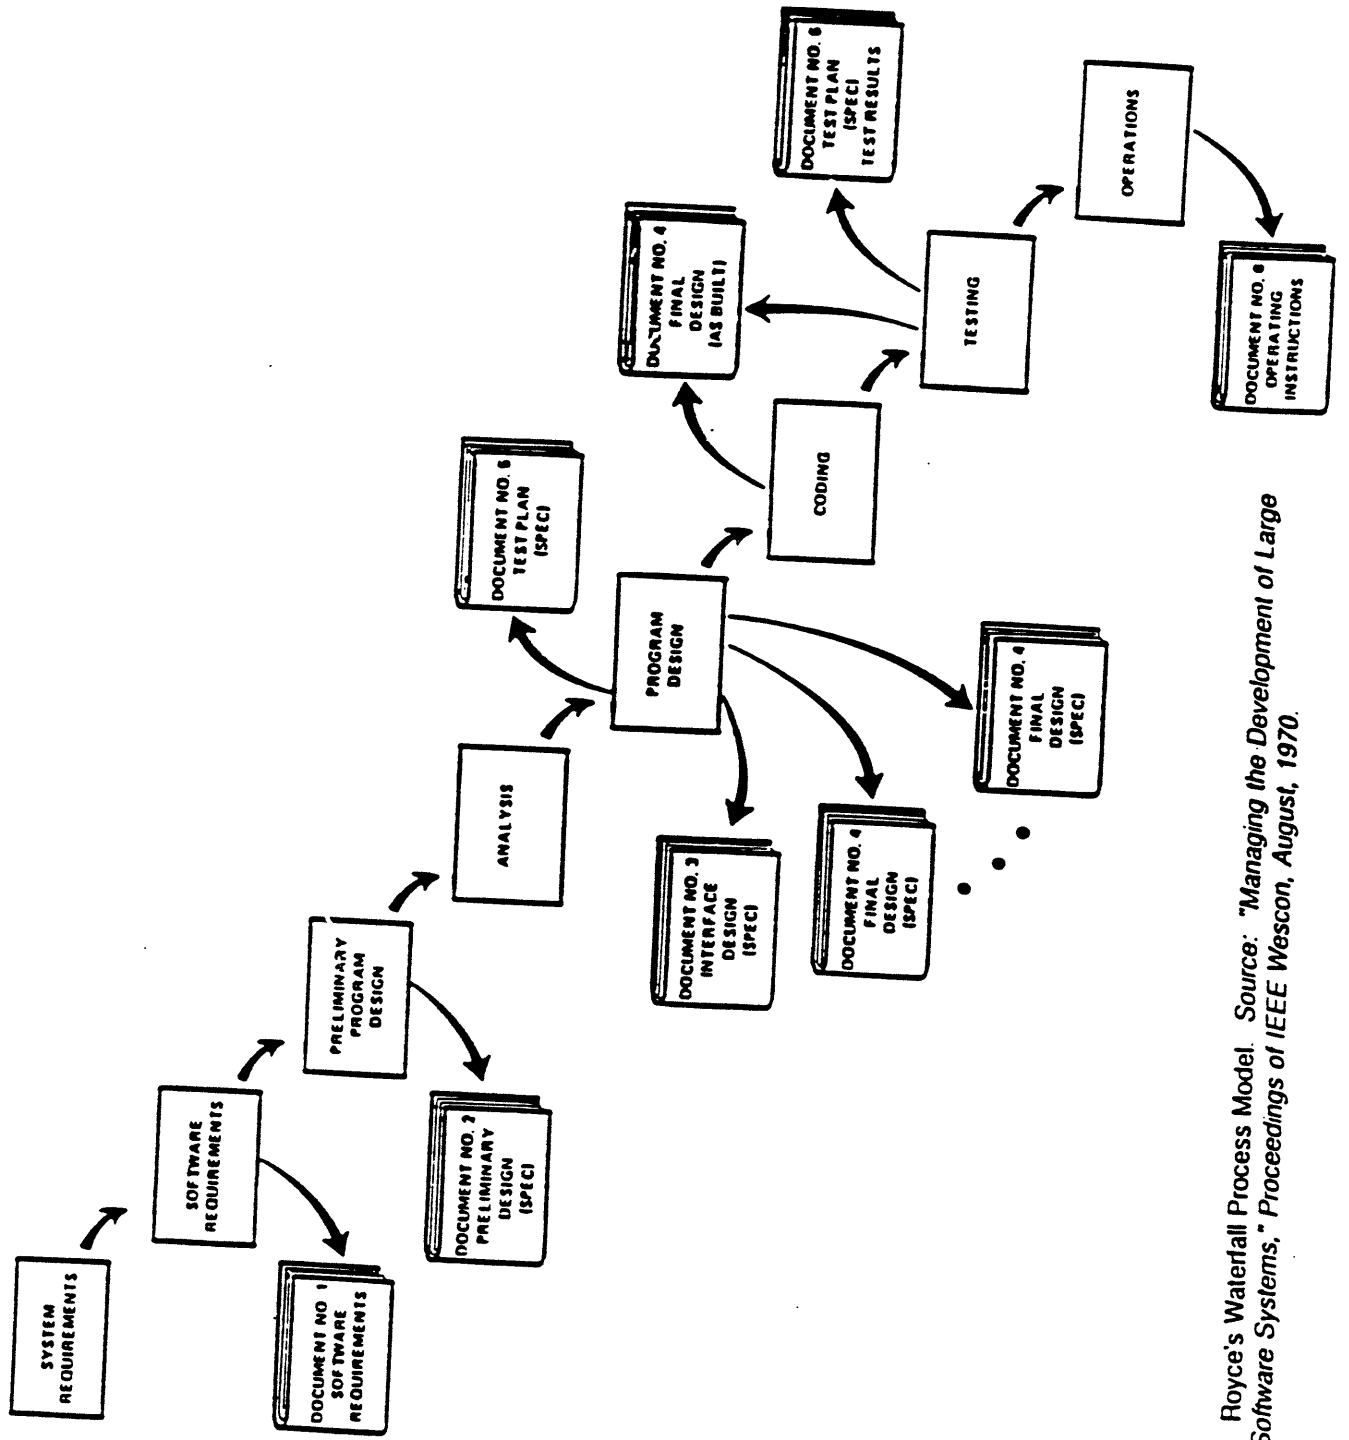 SYSTEM
REQUIREMENTS
SOFTWARE
REQUIREMENTS
DOCUMENT NO 1
SOFTWARE
REQUIREMENTS
PRELIMINARY
PROGRAM
DESIGN
DOCUMENT NO. 2
PRELIMINARY
DESIGN
(SPEC)
ANALYSIS
DOCUMENT NO. 5
TEST PLAN
(SPEC)
PROGRAM
DESIGN
DOCUMENT NO. 3
INTERFACE
DESIGN
(SPEC)
DOCUMENT NO. 4
FINAL
DESIGN
(SPEC)
DOCUMENT NO. 4
FINAL
DESIGN
(SPEC)
CODING
DOCUMENT NO. 4
FINAL
DESIGN
(AS BUILT)
TESTING
DOCUMENT NO. 5
TEST PLAN
(SPEC)
TEST RESULTS
OPERATIONS
DOCUMENT NO. 6
OPERATING
INSTRUCTIONS
Royce's Waterfall Process Model. Source: "Managing the Development of Large
Software Systems," Proceedings of IEEE Wescon, August, 1970.